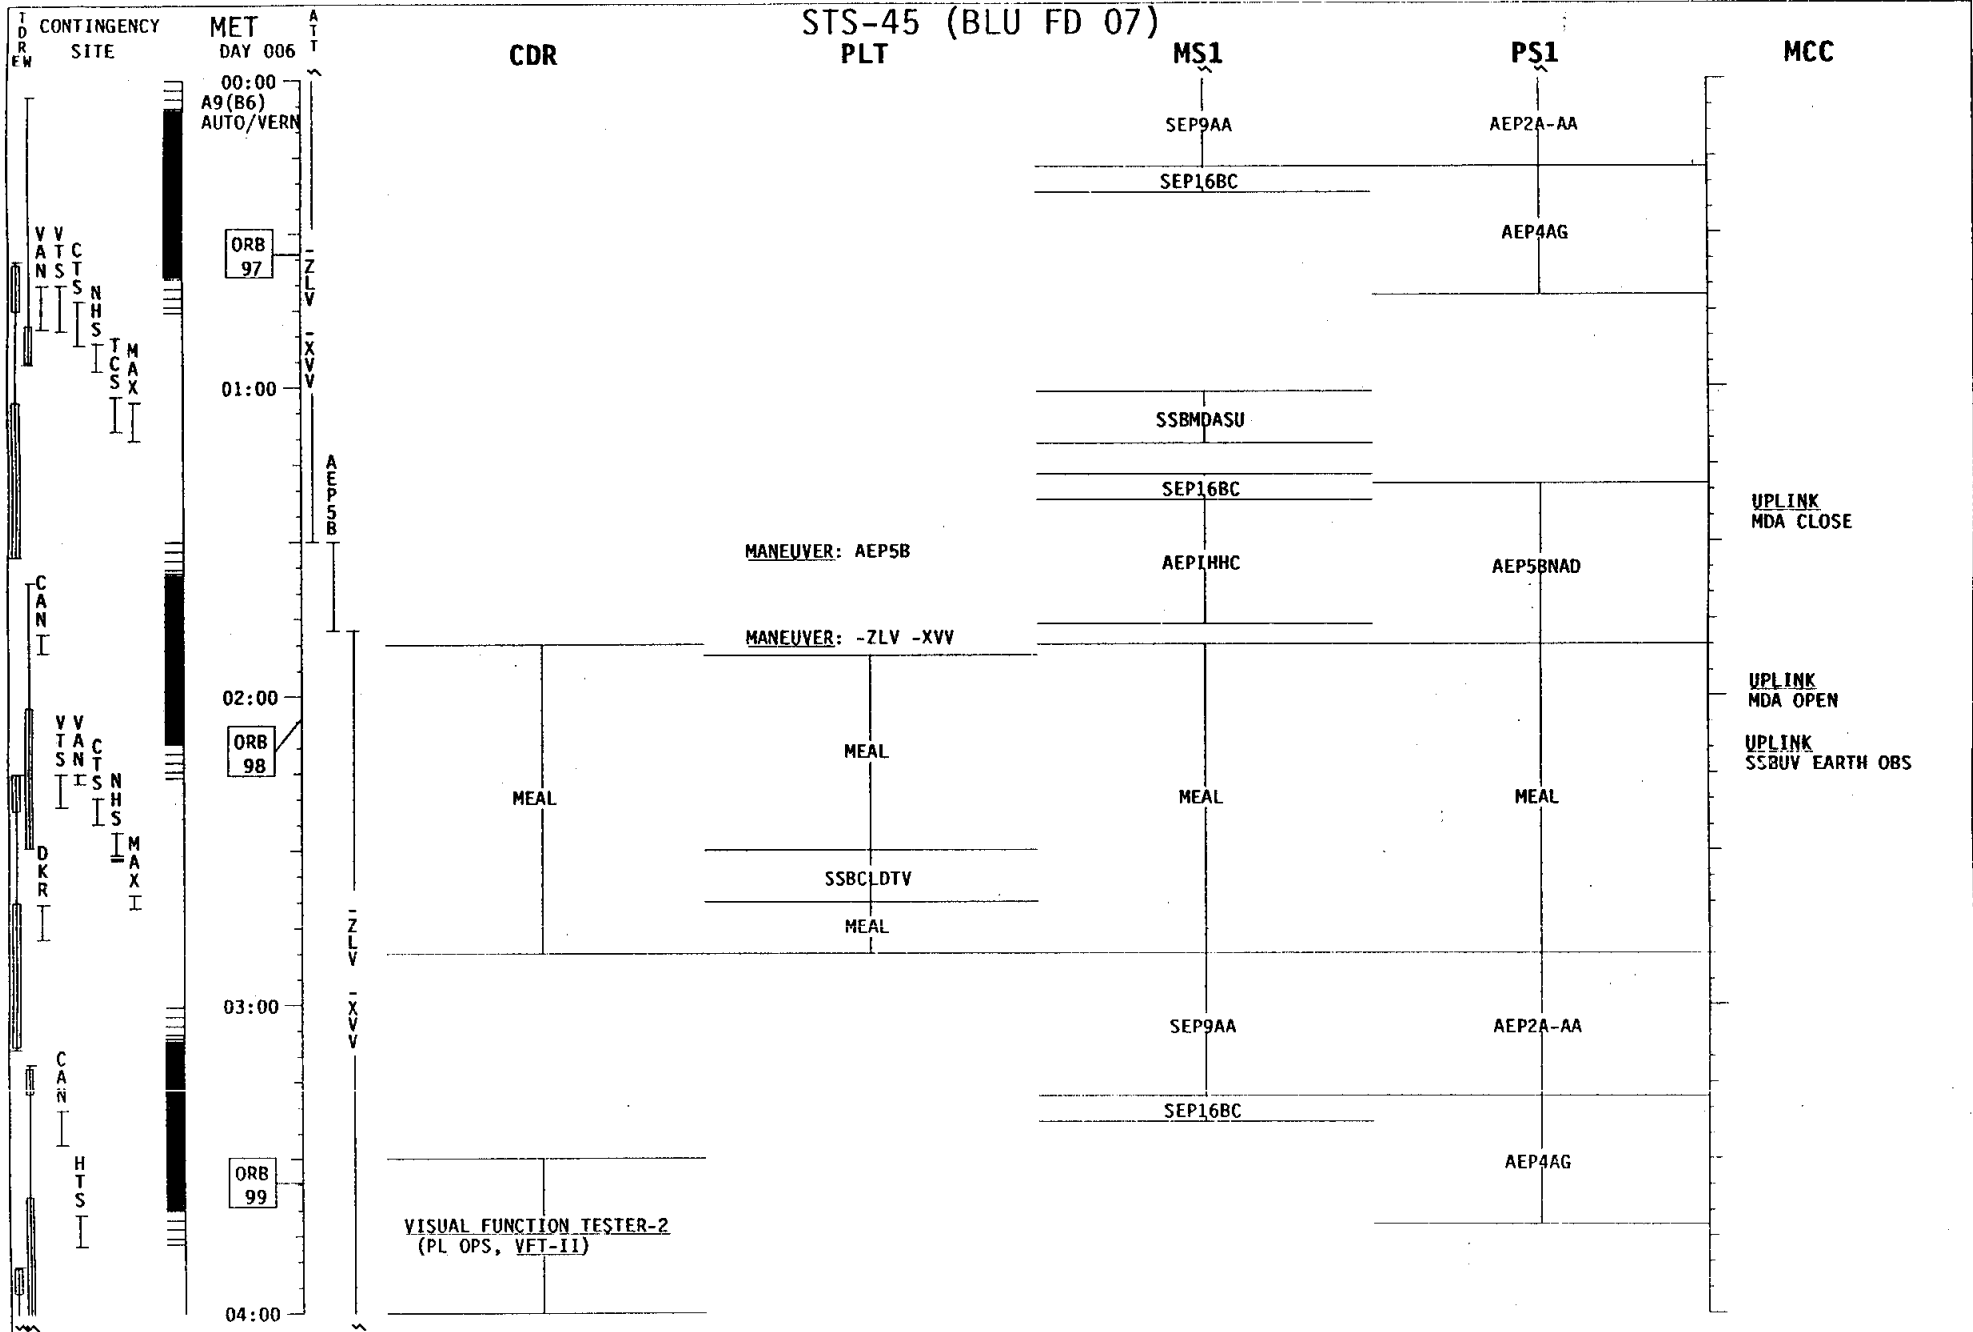 STS-45 (BLU FD 07)
TDRE W
CONTINGENCY SITE
MET
DAY 006
ATT
CDR
PLT
MS1
PS1
MCC
00:00
A9(B6)
AUTO/VERN
SEP9AA
AEP2A-AA
SEP16BC
VAN
VTS
CTS
NHS
TCS
MAX
ORB
97
-ZLV -XVV
AEP4AG
01:00
SSBMDASU
AEP5B
SEP16BC
UPLINK
MDA CLOSE
MANEUVER: AEP5B
AEP1HHC
AEP5BNAD
CAN
MANEUVER: -ZLV -XVV
02:00
UPLINK
MDA OPEN
VTS
VAN
CTS
NHS
MAX
DKR
ORB
98
MEAL
UPLINK
SSBUV EARTH OBS
MEAL
MEAL
MEAL
SSBCLDTV
MEAL
-ZLV -XVV
03:00
SEP9AA
AEP2A-AA
CAN
SEP16BC
HTS
ORB
99
AEP4AG
VISUAL FUNCTION TESTER-2
(PL OPS, VFT-II)
04:00